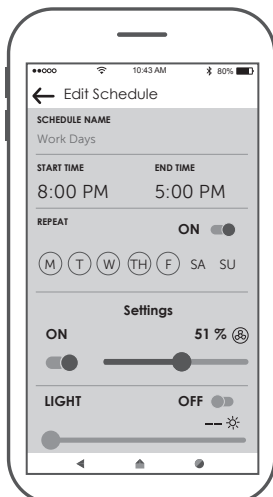 10:43 AM 80%
Edit Schedule
SCHEDULE NAME
Work Days
START TIME END TIME
8:00 PM 5:00 PM
REPEAT ON
M T W TH F SA SU
Settings
ON 51 %
LIGHT OFF
--